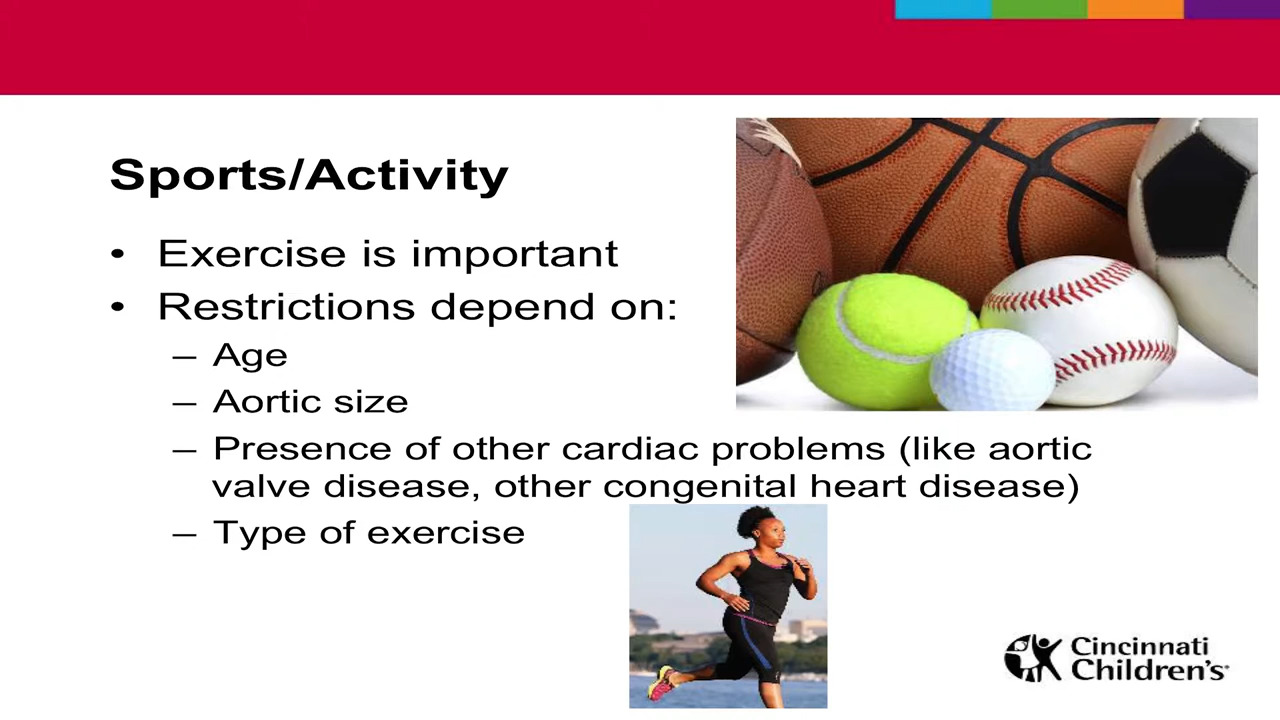 Sports/Activity
• Exercise is important
• Restrictions depend on:
– Age
– Aortic size
– Presence of other cardiac problems (like aortic
valve disease, other congenital heart disease)
– Type of exercise
Cincinnati
Children's